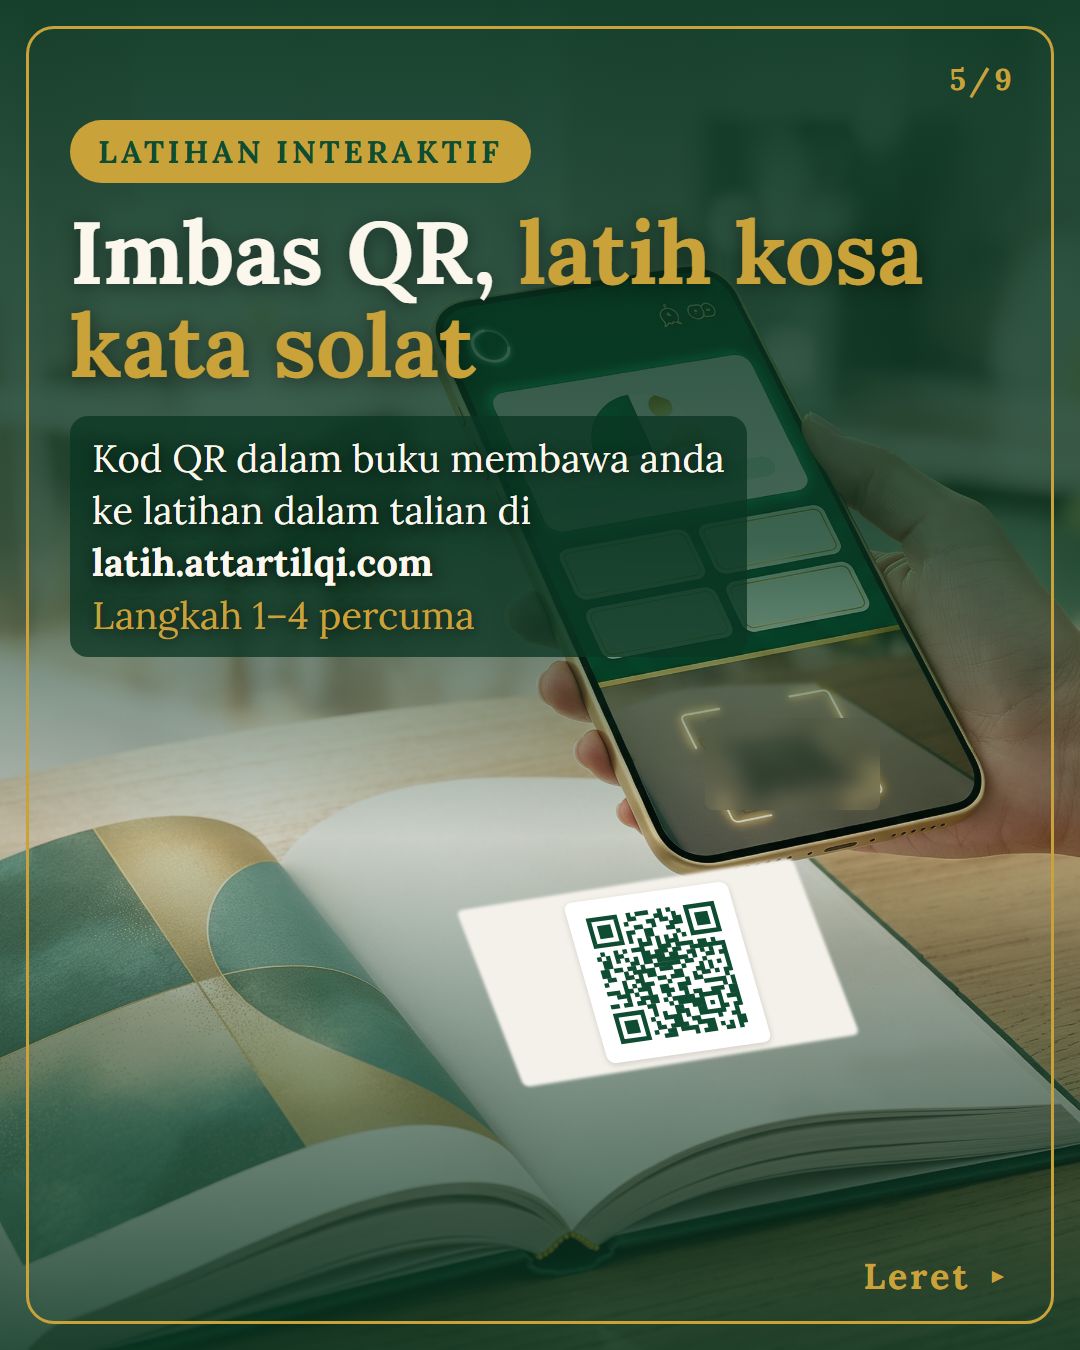 5/9
LATIHAN INTERAKTIF
Imbas QR, latih kosa
kata solat
Kod QR dalam buku membawa anda
ke latihan dalam talian di
latih.attartilqi.com
Langkah 1–4 percuma
Leret ▸